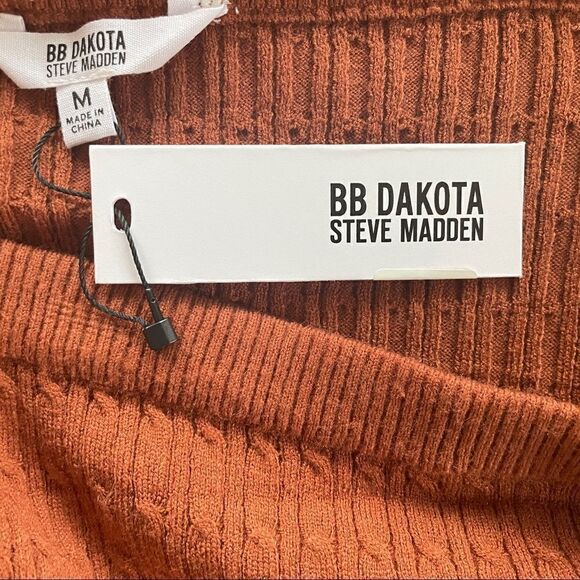 BB DAKOTA
STEVE MADDEN
M
MADE IN
CHINA
BB DAKOTA
STEVE MADDEN